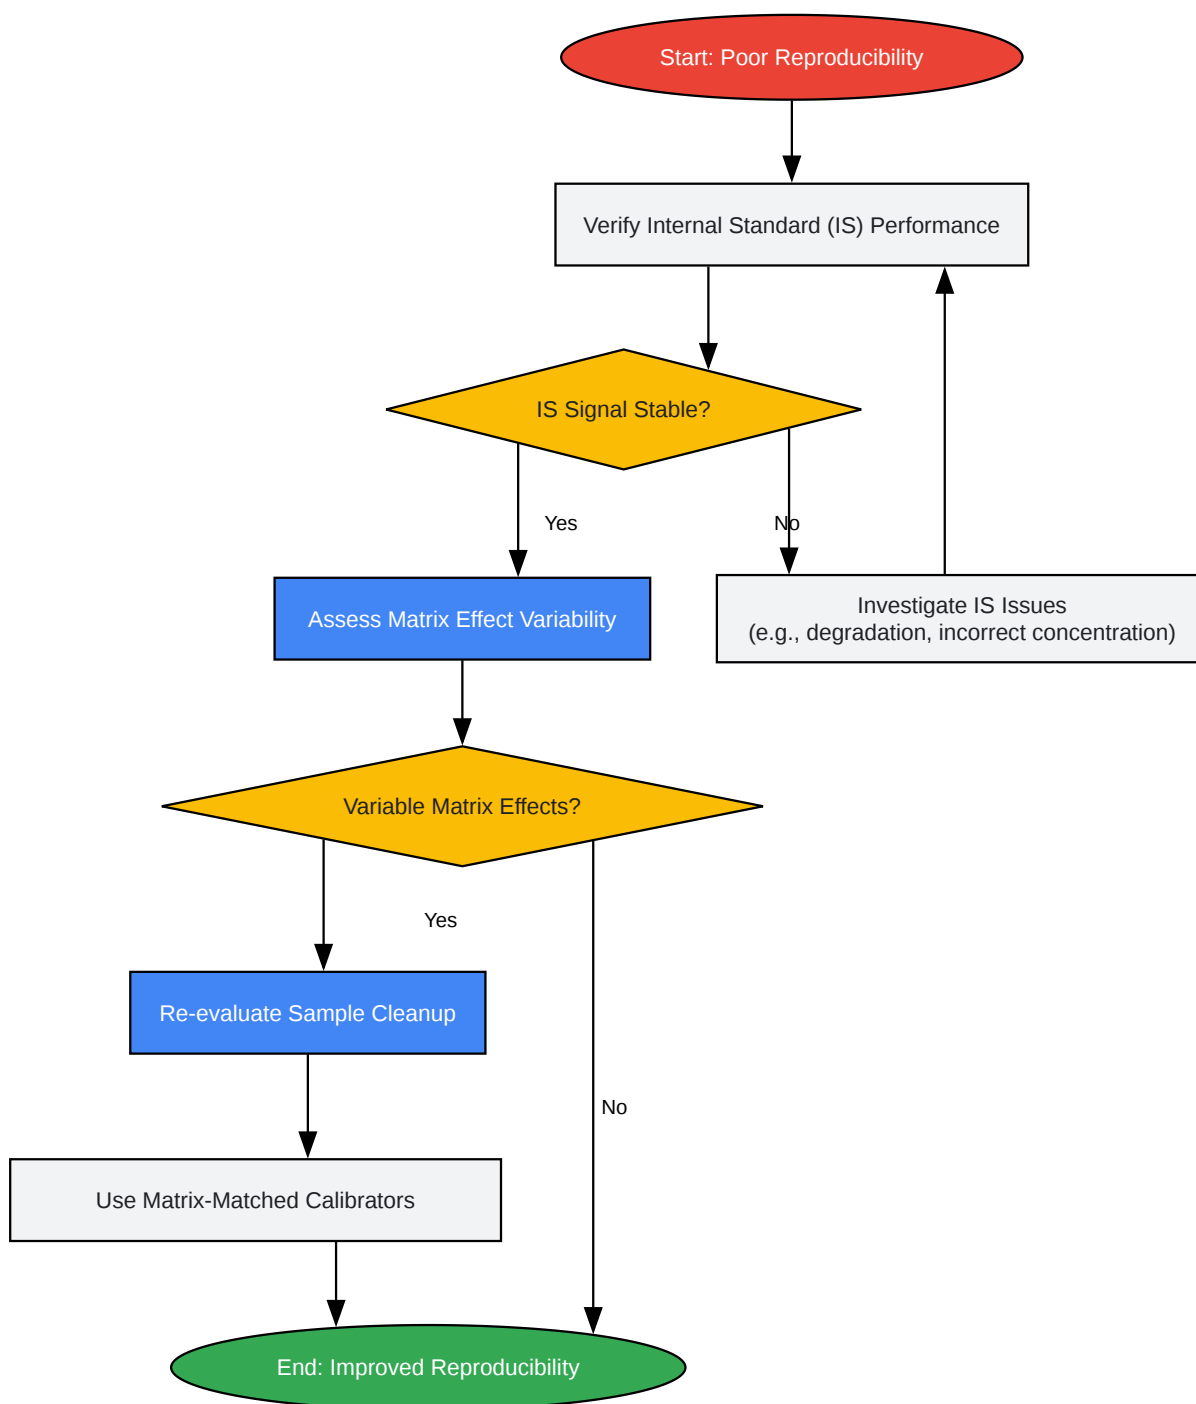 Start: Poor Reproducibility
Verify Internal Standard (IS) Performance
IS Signal Stable?
Yes
No
Assess Matrix Effect Variability
Investigate IS Issues
(e.g., degradation, incorrect concentration)
Variable Matrix Effects?
Yes
Re-evaluate Sample Cleanup
No
Use Matrix-Matched Calibrators
End: Improved Reproducibility